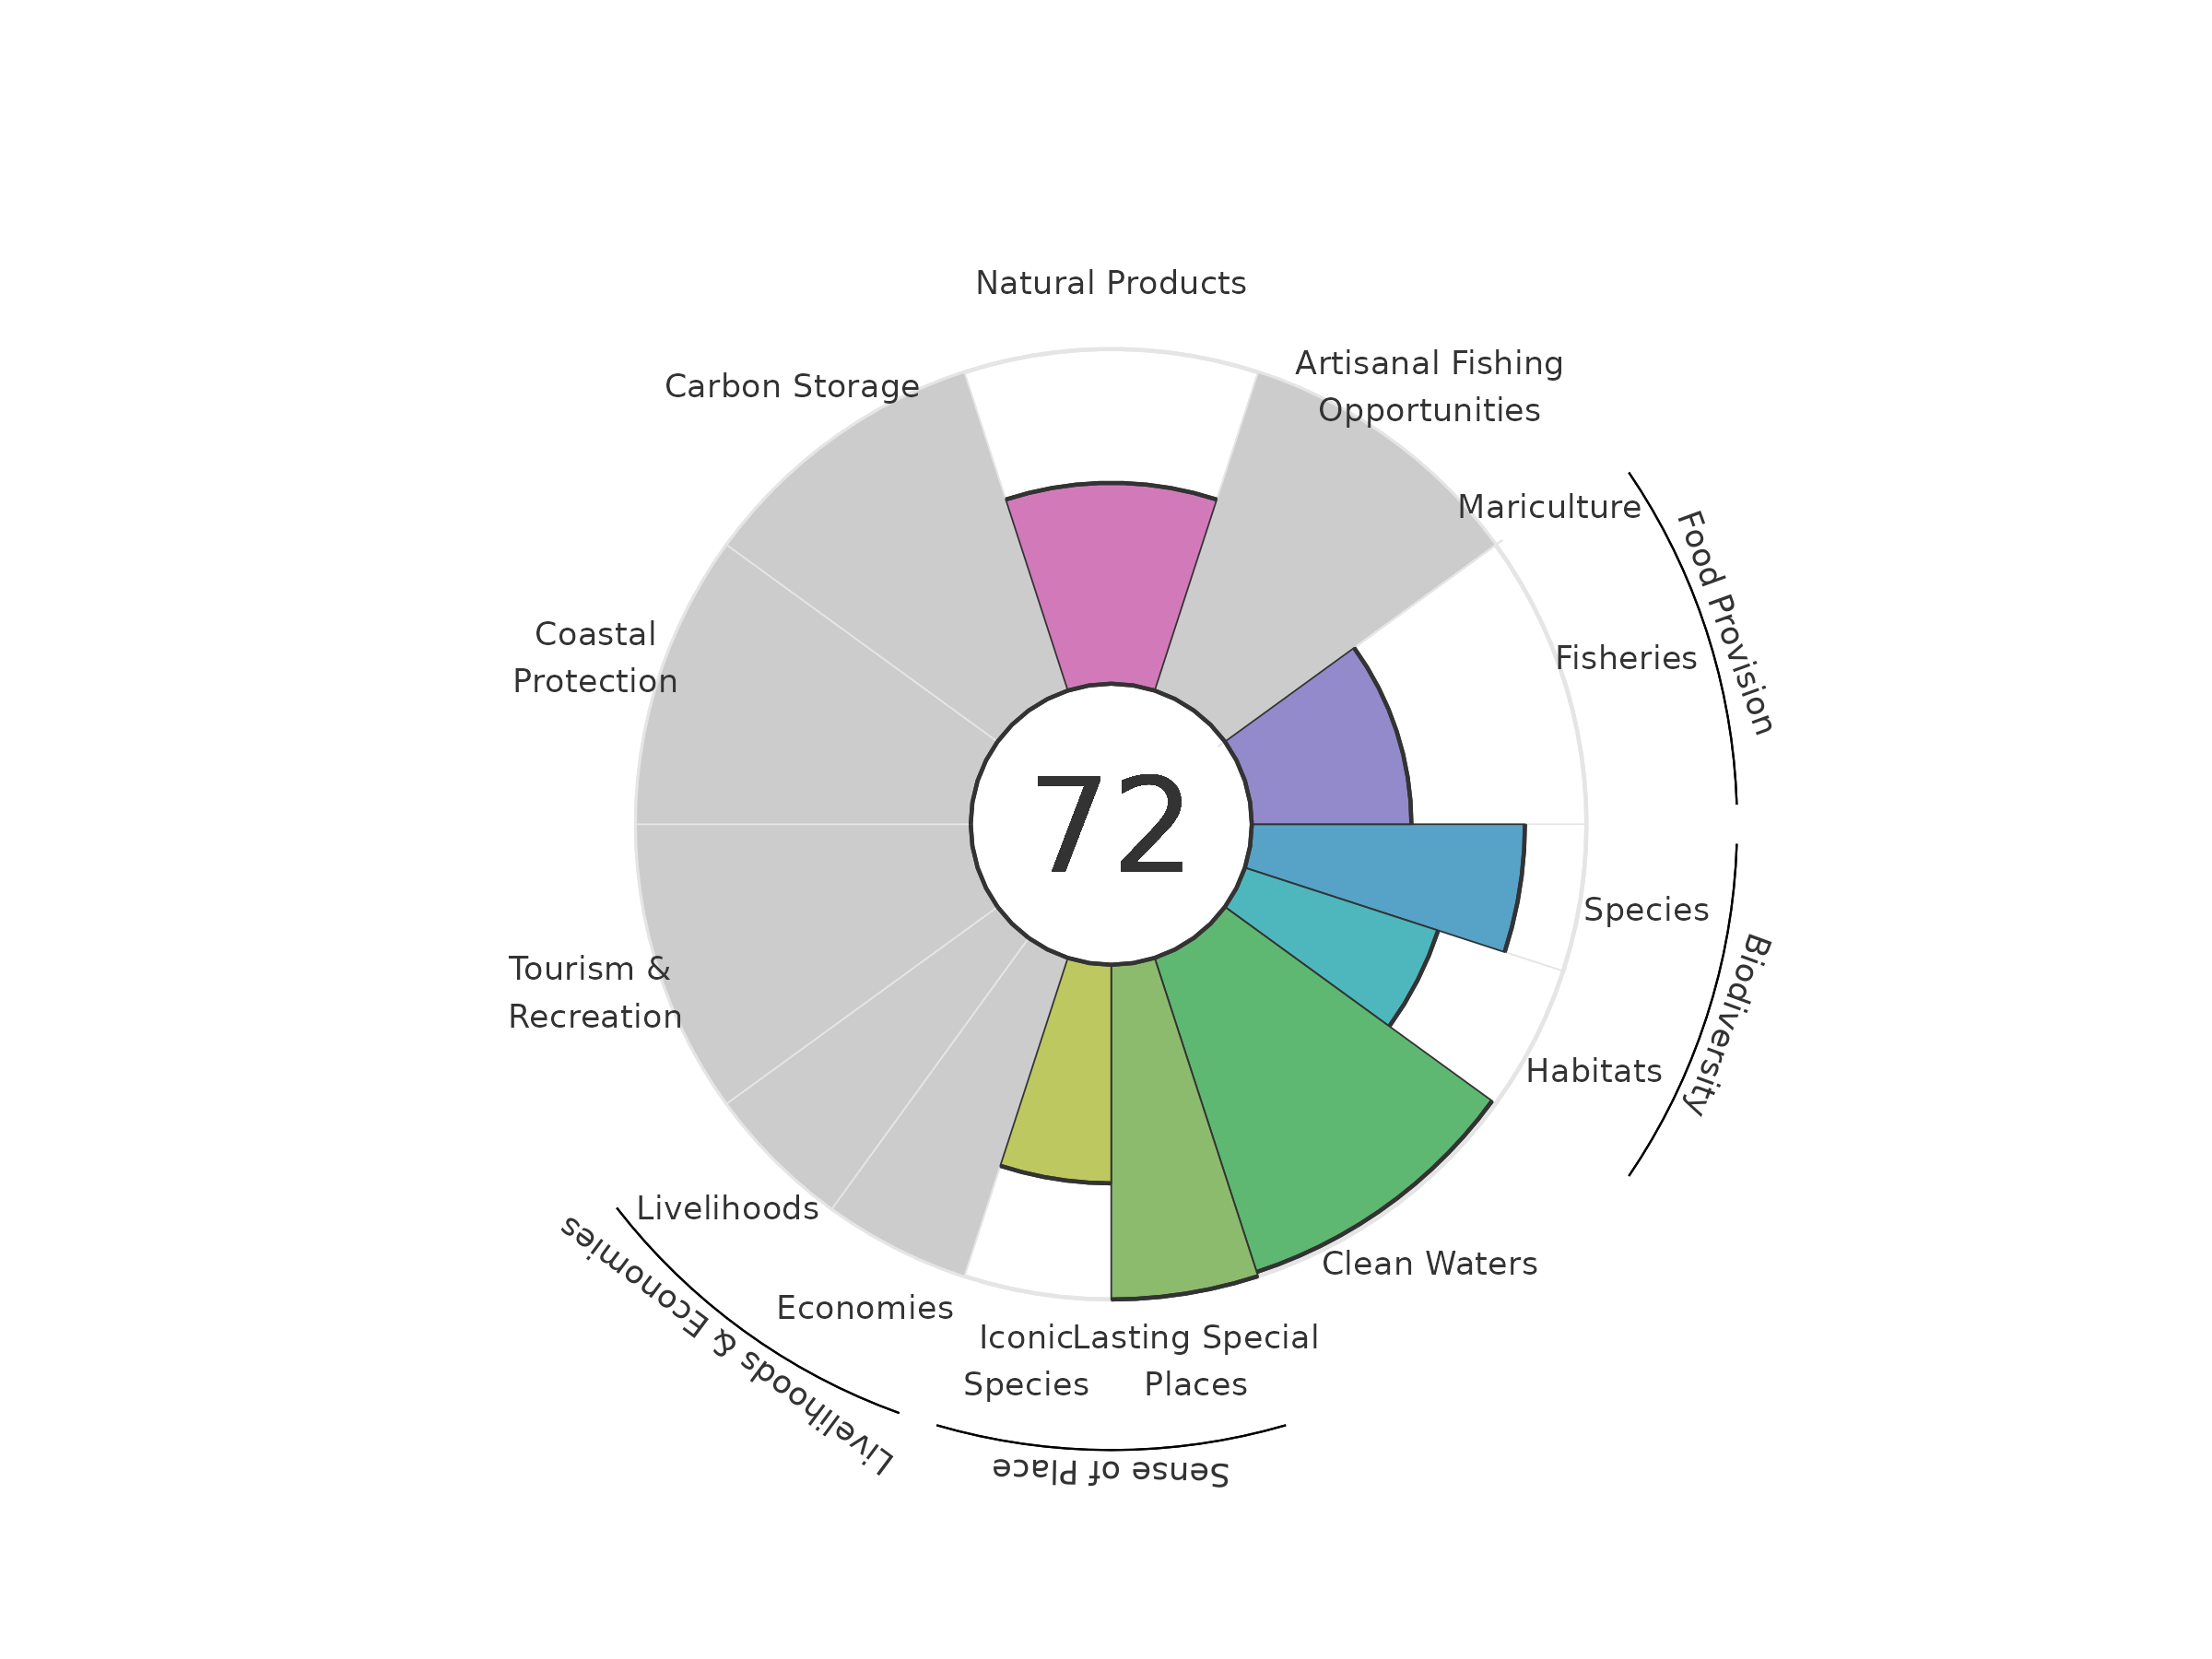 Natural Products
Artisanal Fishing
Opportunities
Carbon Storage
Mariculture
Food Provision
Fisheries
Coastal
Protection
72
Species
Biodiversity
Tourism &
Recreation
Habitats
Livelihoods
Clean Waters
Livelihoods & Economies
Economies
Iconic
Species
Lasting Special
Places
Sense of Place